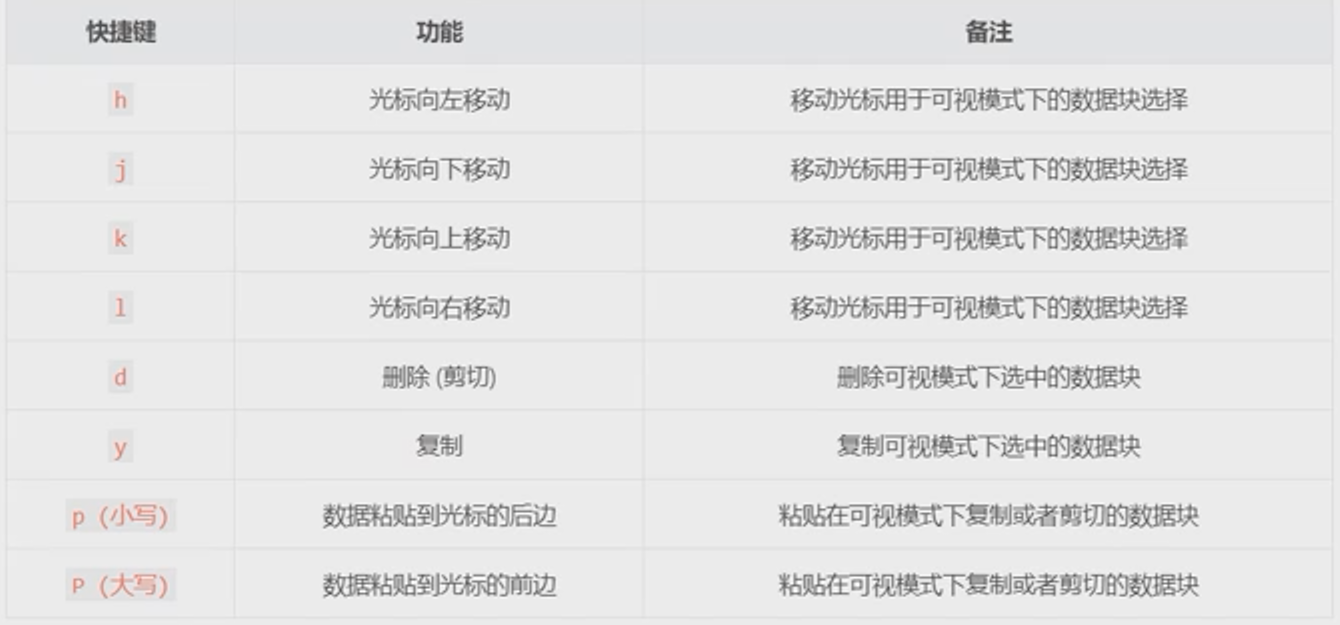 快捷键 功能 备注
h 光标向左移动 移动光标用于可视模式下的数据块选择
j 光标向下移动 移动光标用于可视模式下的数据块选择
k 光标向上移动 移动光标用于可视模式下的数据块选择
l 光标向右移动 移动光标用于可视模式下的数据块选择
d 删除 (剪切) 删除可视模式下选中的数据块
y 复制 复制可视模式下选中的数据块
p (小写) 数据粘贴到光标的后边 粘贴在可视模式下复制或者剪切的数据块
P (大写) 数据粘贴到光标的前边 粘贴在可视模式下复制或者剪切的数据块